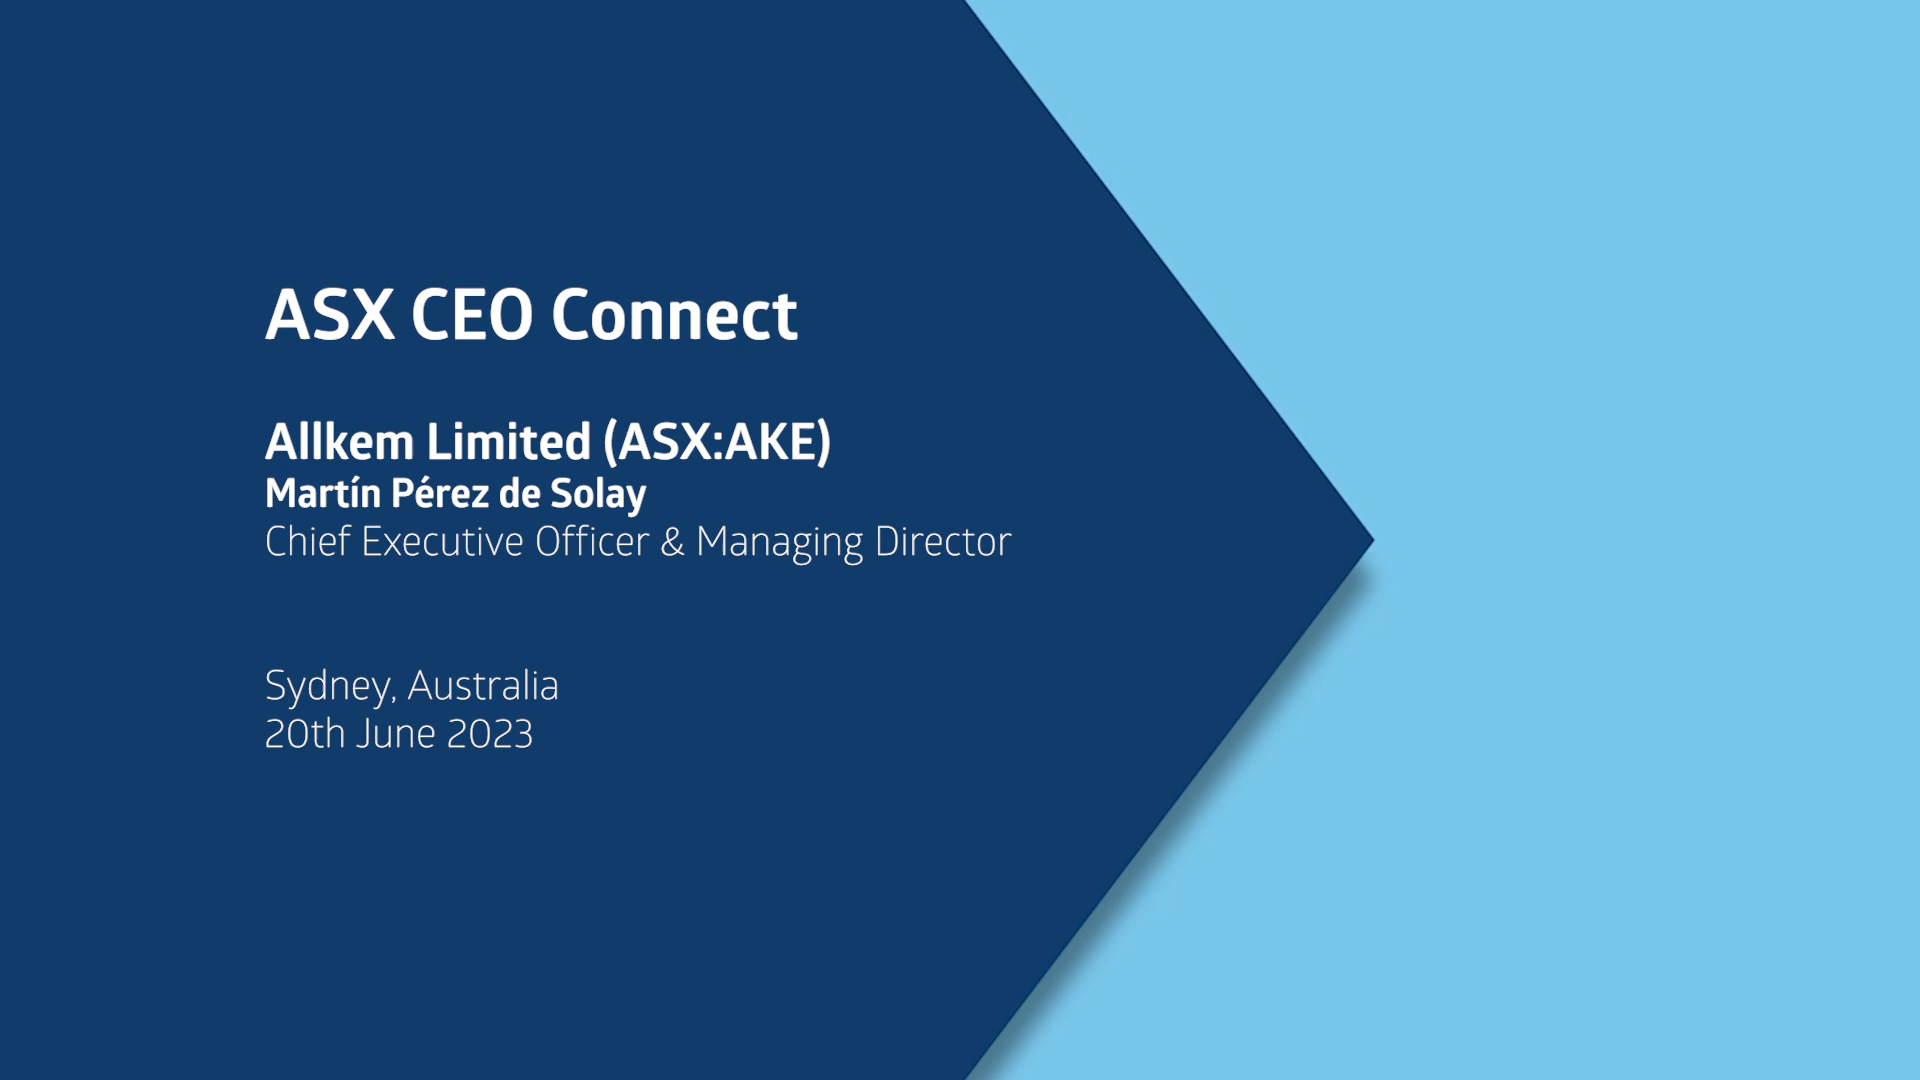 ASX CEO Connect
Allkem Limited (ASX:AKE)
Martín Pérez de Solay
Chief Executive Officer & Managing Director
Sydney, Australia
20th June 2023